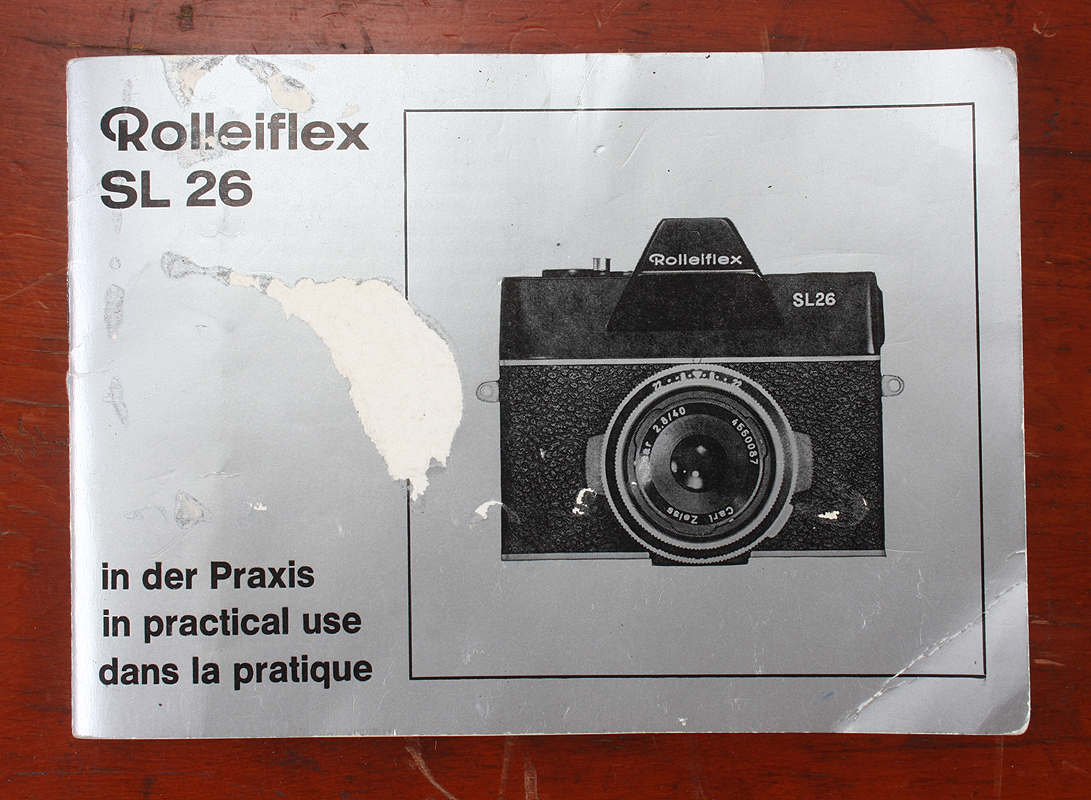 Rolleiflex
SL 26
Rolleiflex
SL26
2.8/40
4560087
Carl Zeiss
in der Praxis
in practical use
dans la pratique